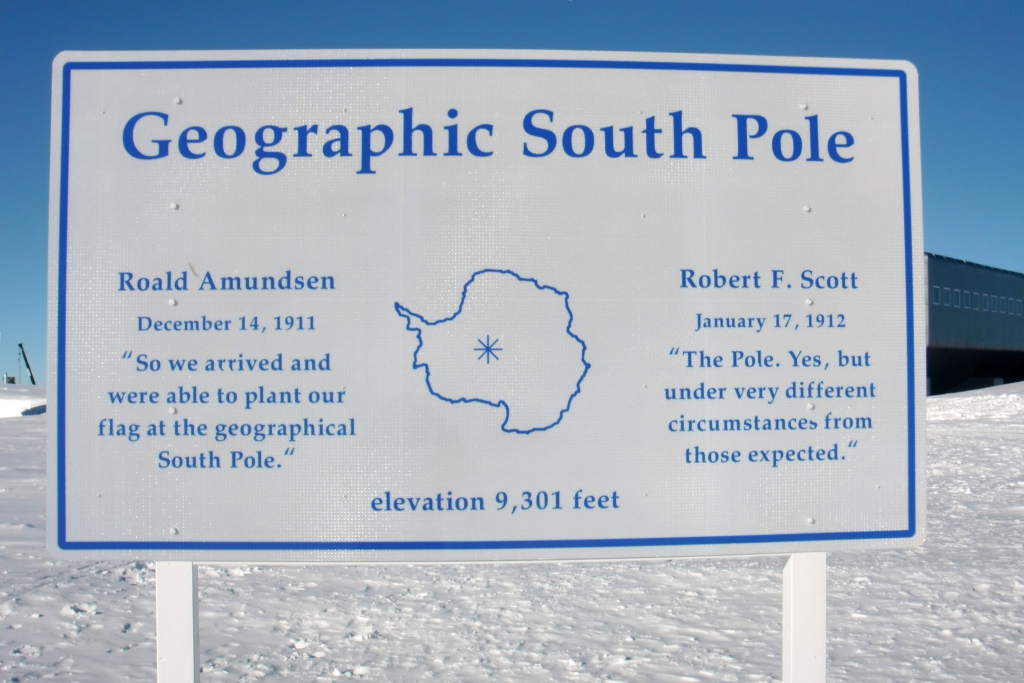 Geographic South Pole
Roald Amundsen
December 14, 1911
“So we arrived and
were able to plant our
flag at the geographical
South Pole.“
Robert F. Scott
January 17, 1912
“The Pole. Yes, but
under very different
circumstances from
those expected.“
elevation 9,301 feet